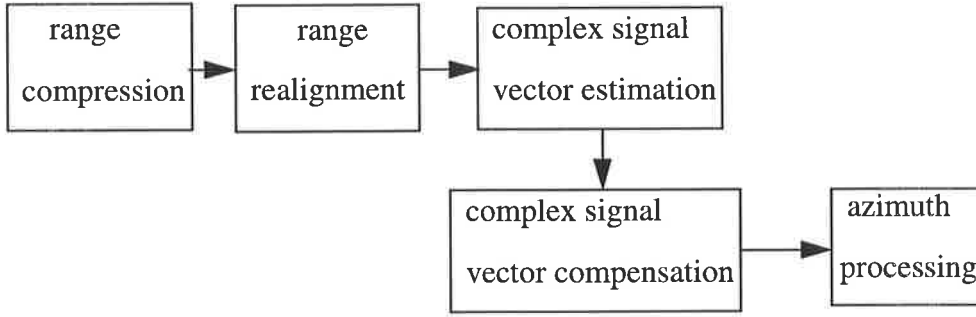 range
compression
range
realignment
complex signal
vector estimation
complex signal
vector compensation
azimuth
processing